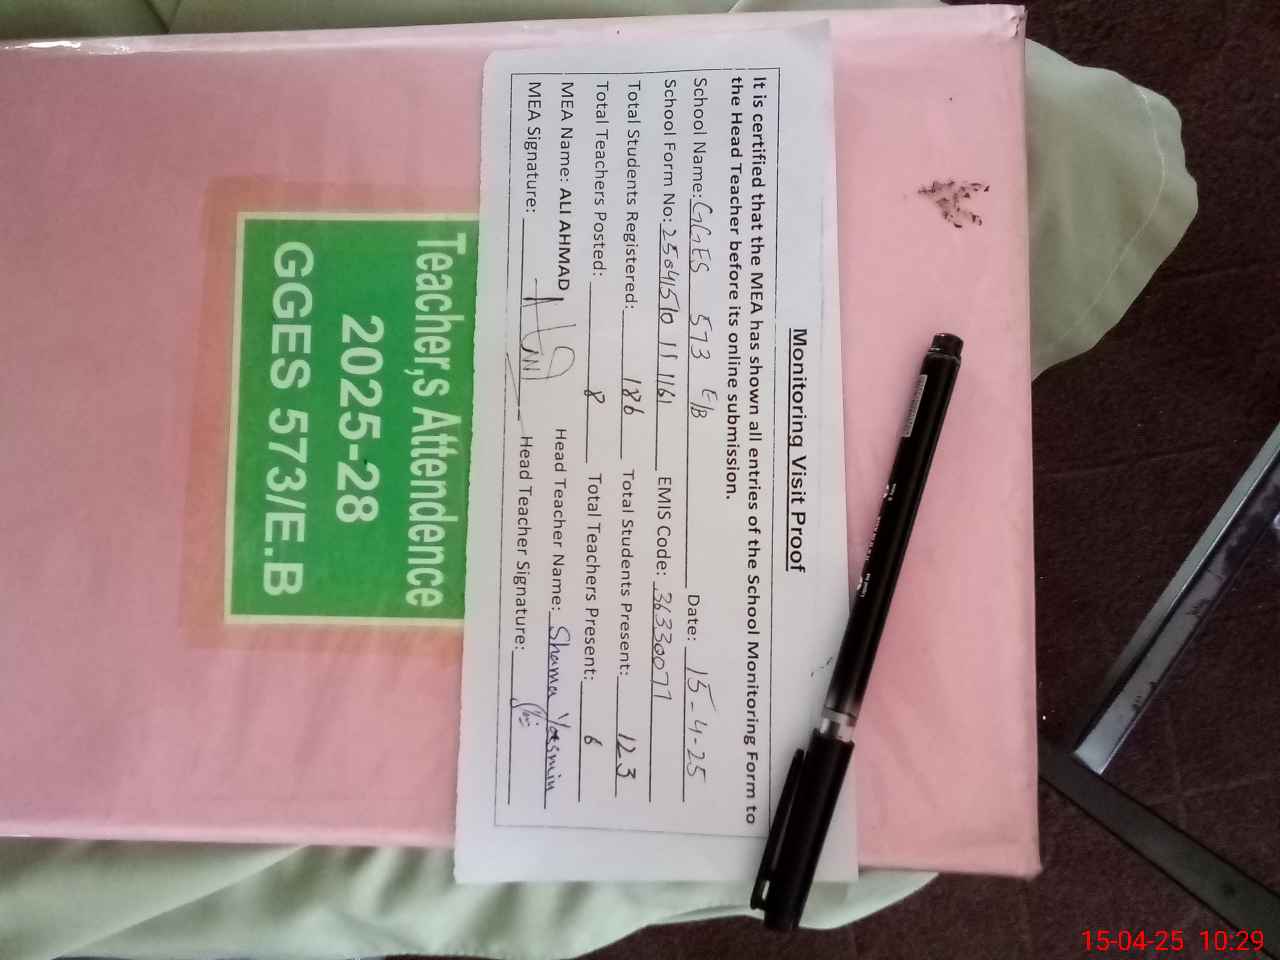 Monitoring Visit Proof
It is certified that the MEA has shown all entries of the School Monitoring Form to
the Head Teacher before its online submission.
School Name: GGES 573 E/B Date: 15-4-25
School Form No: 25041510111161 EMIS Code: 36330077
Total Students Registered: 186 Total Students Present: 123
Total Teachers Posted: 8 Total Teachers Present: 6
MEA Name: ALI AHMAD Head Teacher Name: Shama Yasmin
MEA Signature: Head Teacher Signature:
Teacher,s Attendence
2025-28
GGES 573/E.B
15-04-25 10:29